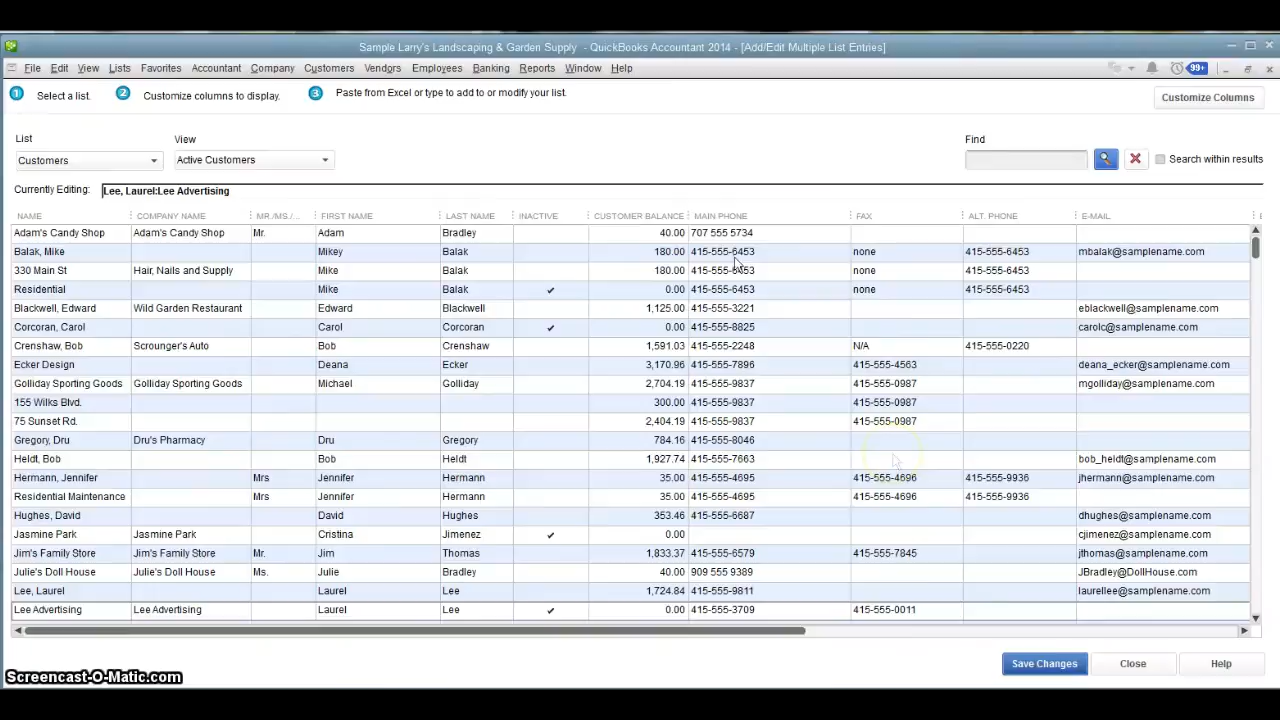 Sample Larry's Landscaping & Garden Supply - QuickBooks Accountant 2014 - [Add/Edit Multiple List Entries]
File Edit View Lists Favorites Accountant Company Customers Vendors Employees Banking Reports Window Help 99+
1 Select a list. 2 Customize columns to display. 3 Paste from Excel or type to add to or modify your list. Customize Columns
List View Find
Customers Active Customers Search within results
Currently Editing: Lee, Laurel:Lee Advertising
NAME COMPANY NAME MR./MS./... FIRST NAME LAST NAME INACTIVE CUSTOMER BALANCE MAIN PHONE FAX ALT. PHONE E-MAIL
Adam's Candy Shop Adam's Candy Shop Mr. Adam Bradley 40.00 707 555 5734
Balak, Mike Mikey Balak 180.00 415-555-6453 none 415-555-6453 mbalak@samplename.com
330 Main St Hair, Nails and Supply Mike Balak 180.00 415-555-6453 none 415-555-6453
Residential Mike Balak ✓ 0.00 415-555-6453 none 415-555-6453
Blackwell, Edward Wild Garden Restaurant Edward Blackwell 1,125.00 415-555-3221 eblackwell@samplename.com
Corcoran, Carol Carol Corcoran ✓ 0.00 415-555-8825 carolc@samplename.com
Crenshaw, Bob Scrounger's Auto Bob Crenshaw 1,591.03 415-555-2248 N/A 415-555-0220
Ecker Design Deana Ecker 3,170.96 415-555-7896 415-555-4563 deana_ecker@samplename.com
Golliday Sporting Goods Golliday Sporting Goods Michael Golliday 2,704.19 415-555-9837 415-555-0987 mgolliday@samplename.com
155 Wilks Blvd. 300.00 415-555-9837 415-555-0987
75 Sunset Rd. 2,404.19 415-555-9837 415-555-0987
Gregory, Dru Dru's Pharmacy Dru Gregory 784.16 415-555-8046
Heldt, Bob Bob Heldt 1,927.74 415-555-7663 bob_heldt@samplename.com
Hermann, Jennifer Mrs Jennifer Hermann 35.00 415-555-4695 415-555-4696 415-555-9936 jhermann@samplename.com
Residential Maintenance Mrs Jennifer Hermann 35.00 415-555-4695 415-555-4696 415-555-9936
Hughes, David David Hughes 353.46 415-555-6687 dhughes@samplename.com
Jasmine Park Jasmine Park Cristina Jimenez ✓ 0.00 cjimenez@samplename.com
Jim's Family Store Jim's Family Store Mr. Jim Thomas 1,833.37 415-555-6579 415-555-7845 jthomas@samplename.com
Julie's Doll House Julie's Doll House Ms. Julie Bradley 40.00 909 555 9389 JBradley@DollHouse.com
Lee, Laurel Laurel Lee 1,724.84 415-555-9811 laurellee@samplename.com
Lee Advertising Lee Advertising Laurel Lee ✓ 0.00 415-555-3709 415-555-0011
Save Changes Close Help
Screencast-O-Matic.com